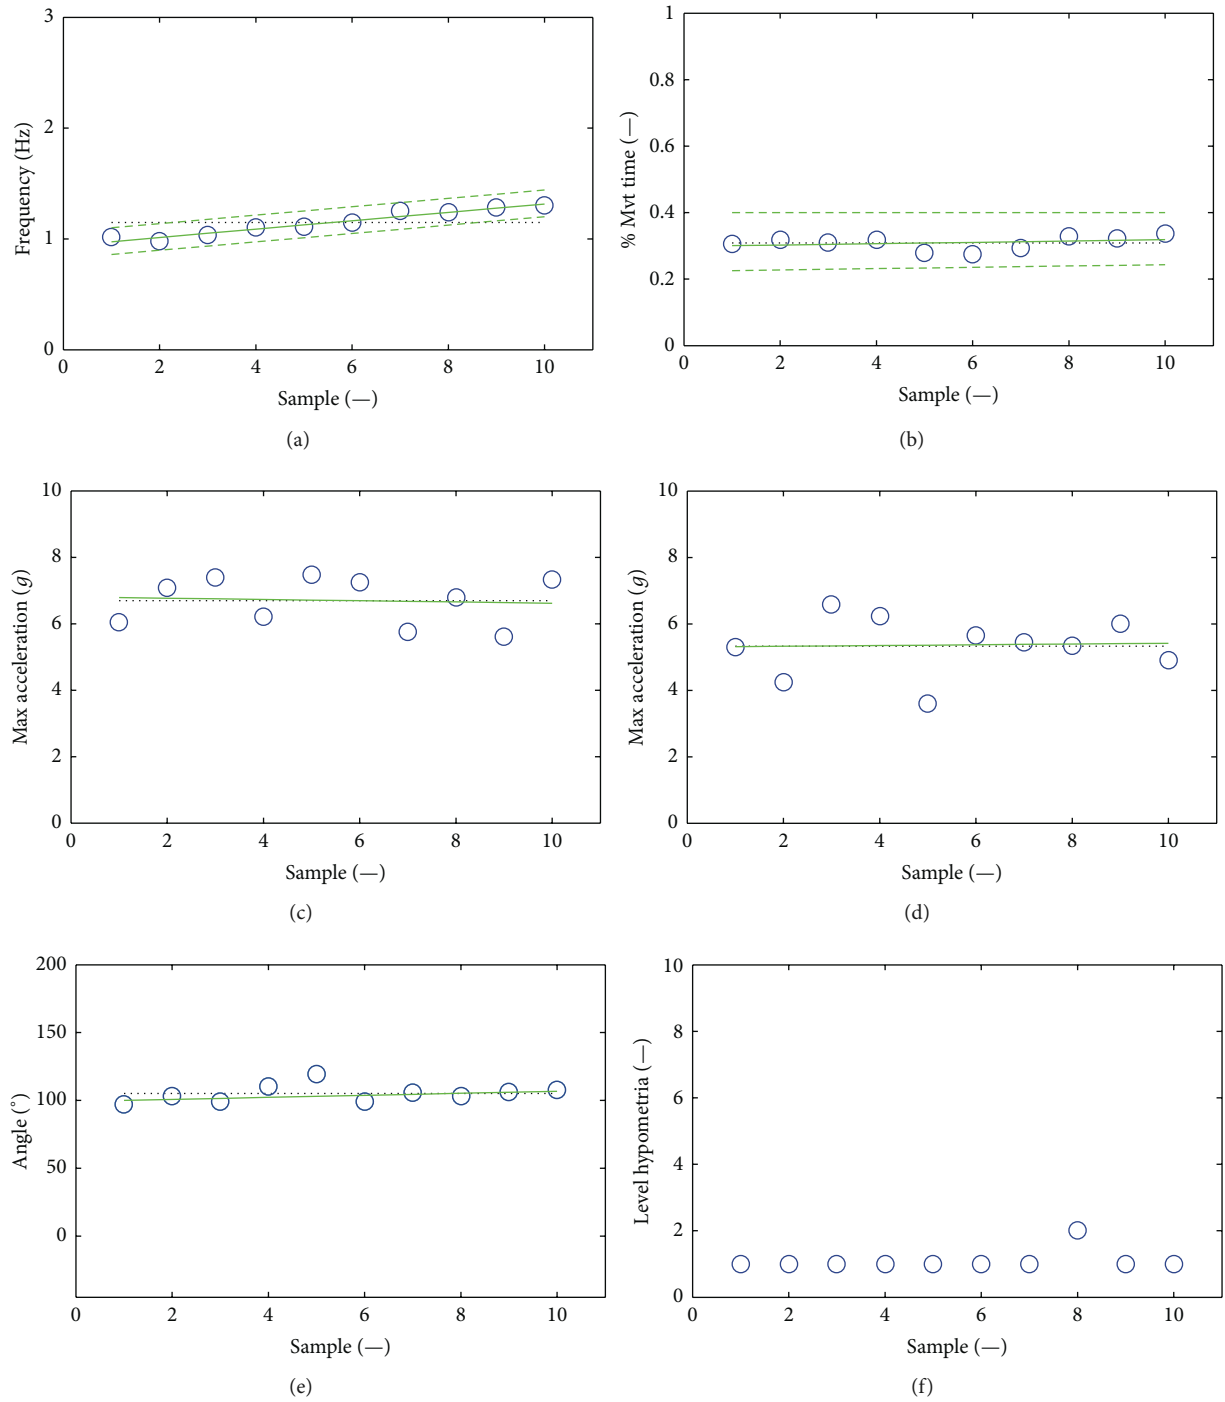 3
2
1
0
Frequency (Hz)
0 2 4 6 8 10
Sample (—)
(a)
1
0.8
0.6
0.4
0.2
0
% Mvt time (—)
0 2 4 6 8 10
Sample (—)
(b)
10
8
6
4
2
0
Max acceleration (g)
0 2 4 6 8 10
Sample (—)
(c)
10
8
6
4
2
0
Max acceleration (g)
0 2 4 6 8 10
Sample (—)
(d)
200
150
100
50
0
Angle (°)
0 2 4 6 8 10
Sample (—)
(e)
10
8
6
4
2
0
Level hypometria (—)
0 2 4 6 8 10
Sample (—)
(f)